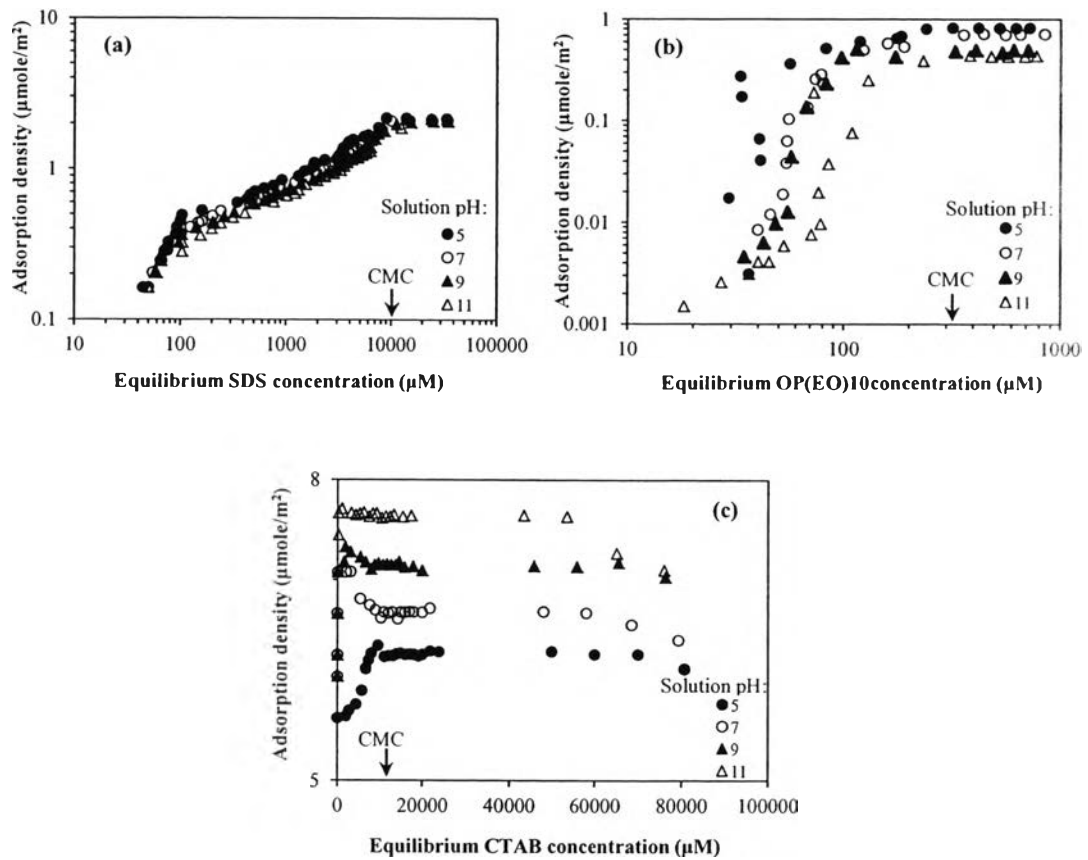 (a)
Adsorption density (µmole/m²)
10
1
0.1
Solution pH:
5
7
9
11
CMC
10 100 1000 10000 100000
Equilibrium SDS concentration (µM)
(b)
Adsorption density (µmole/m²)
1
0.1
0.01
0.001
Solution pH:
5
7
9
11
CMC
10 100 1000
Equilibrium OP(EO)10concentration (µM)
(c)
Adsorption density (µmole/m²)
8
5
Solution pH:
5
7
9
11
CMC
0 20000 40000 60000 80000 100000
Equilibrium CTAB concentration (µM)